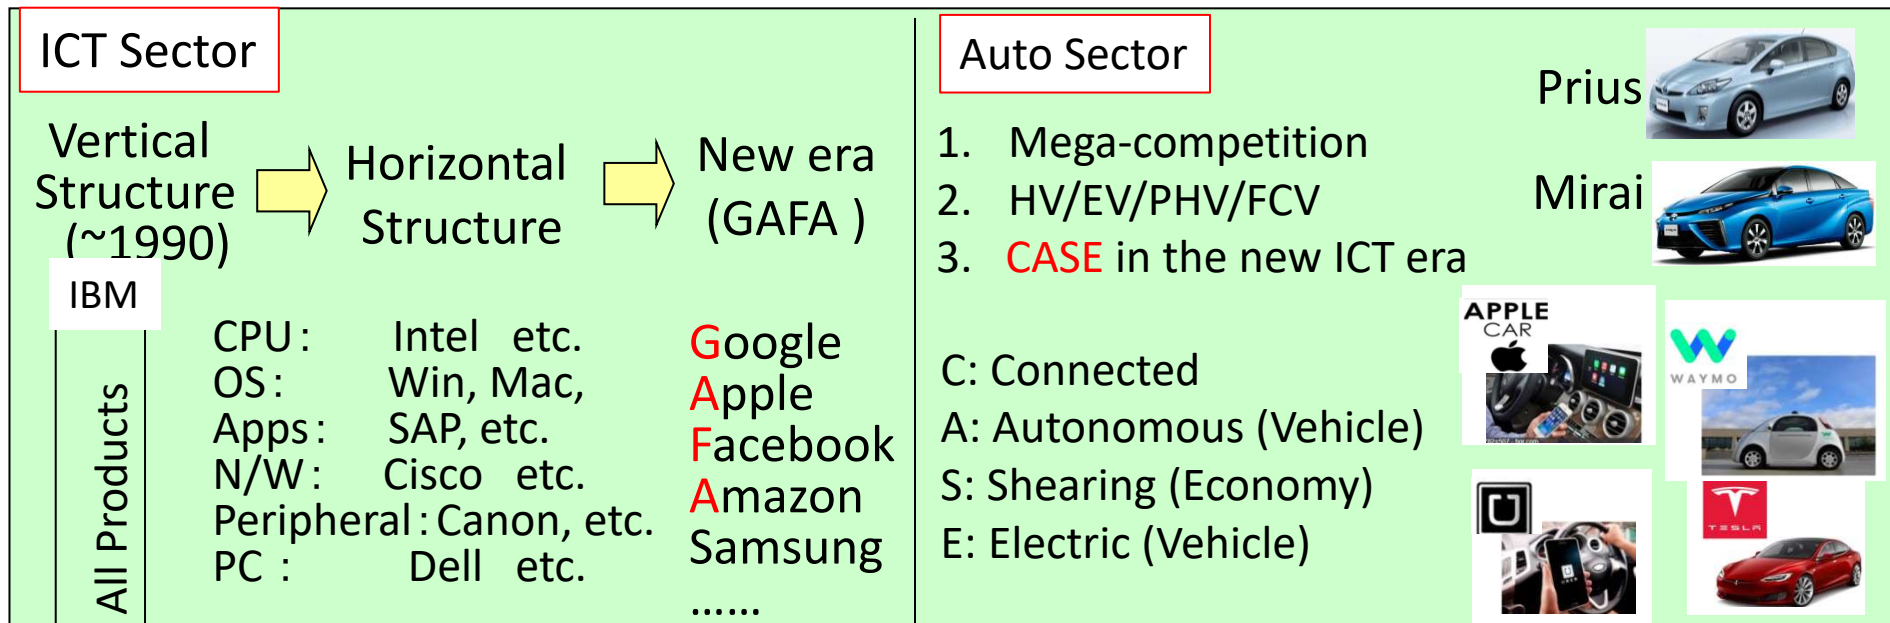 ICT Sector
Vertical
Structure
(~1990)
Horizontal
Structure
New era
(GAFA )
IBM
All Products
CPU : Intel etc.
OS : Win, Mac,
Apps : SAP, etc.
N/W : Cisco etc.
Peripheral : Canon, etc.
PC : Dell etc.
Google
Apple
Facebook
Amazon
Samsung
......
Auto Sector
1. Mega-competition
2. HV/EV/PHV/FCV
3. CASE in the new ICT era
C: Connected
A: Autonomous (Vehicle)
S: Shearing (Economy)
E: Electric (Vehicle)
Prius
Mirai
APPLE
CAR
WAYMO
U
UBER
TESLA